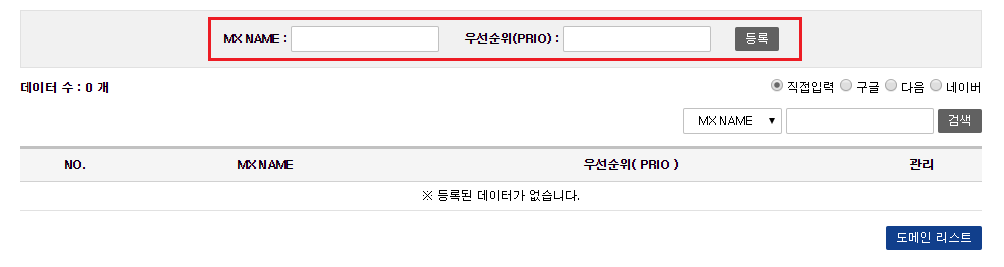 MX NAME : 우선순위(PRIO) : 등록
데이터 수 : 0 개 직접입력 구글 다음 네이버
MX NAME ▼ 검색
NO. MX NAME 우선순위( PRIO ) 관리
※ 등록된 데이터가 없습니다.
도메인 리스트